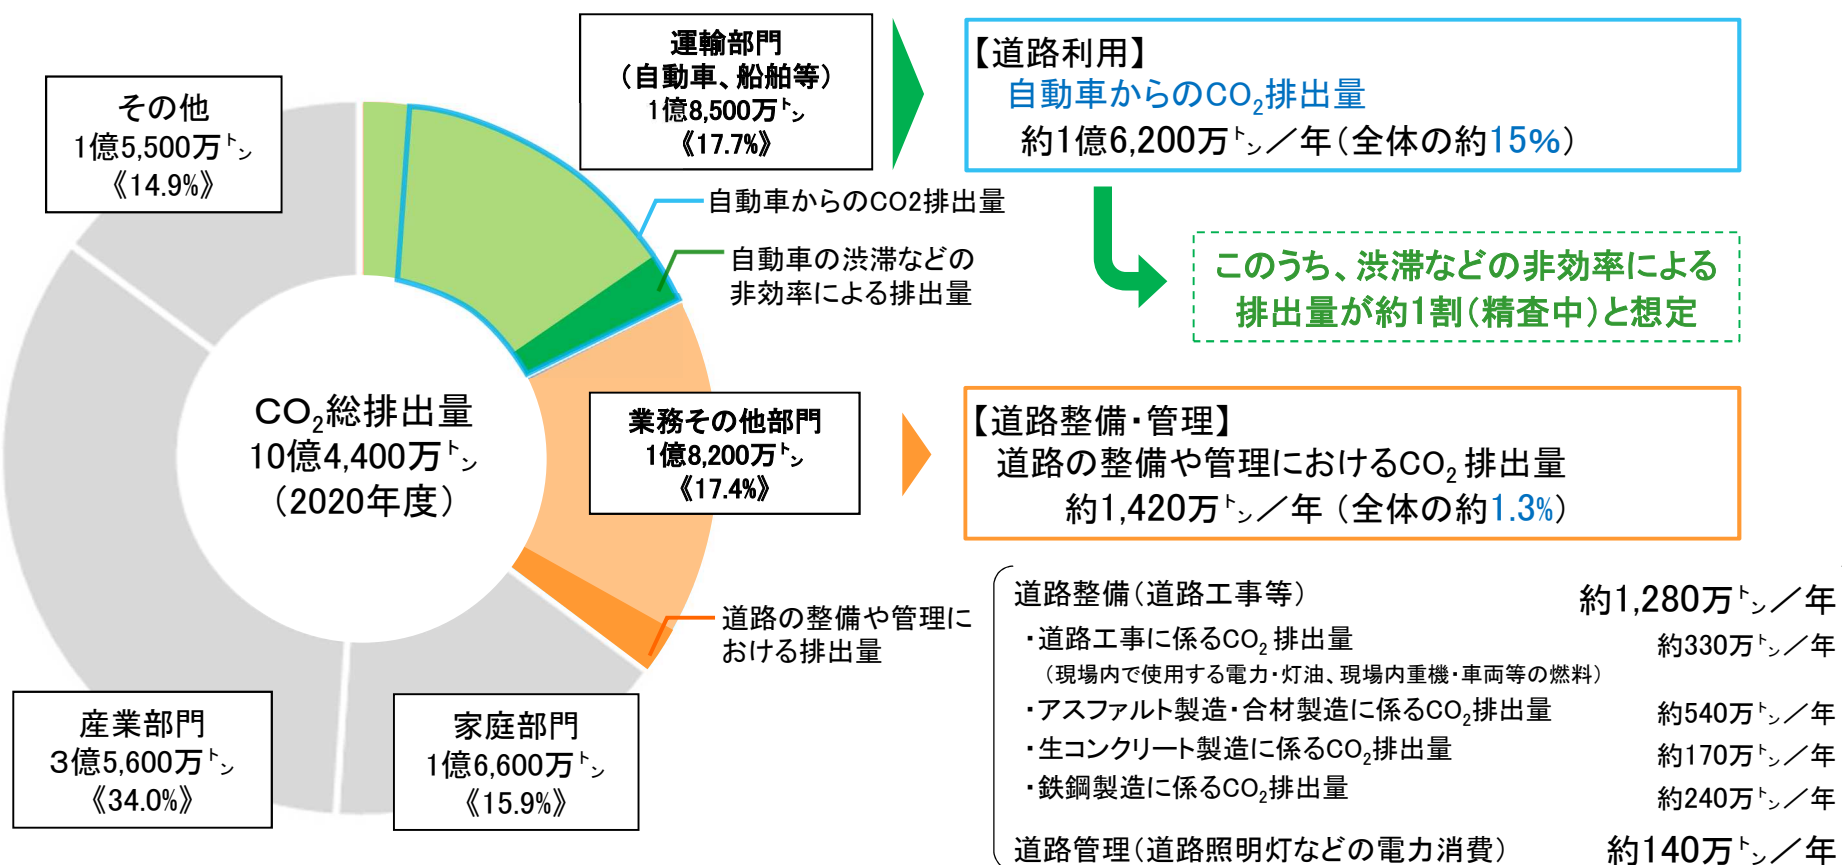 運輸部門
（自動車、船舶等）
1億8,500万トン
《17.7%》
【道路利用】
自動車からのCO2排出量
約1億6,200万トン／年（全体の約15%）
その他
1億5,500万トン
《14.9%》
自動車からのCO2排出量
自動車の渋滞などの
非効率による排出量
このうち、渋滞などの非効率による
排出量が約1割（精査中）と想定
CO2総排出量
10億4,400万トン
（2020年度）
業務その他部門
1億8,200万トン
《17.4%》
【道路整備・管理】
道路の整備や管理におけるCO2排出量
約1,420万トン／年（全体の約1.3%）
道路の整備や管理に
おける排出量
産業部門
3億5,600万トン
《34.0%》
家庭部門
1億6,600万トン
《15.9%》
道路整備（道路工事等） 約1,280万トン／年
・道路工事に係るCO2排出量 約330万トン／年
（現場内で使用する電力・灯油、現場内重機・車両等の燃料）
・アスファルト製造・合材製造に係るCO2排出量 約540万トン／年
・生コンクリート製造に係るCO2排出量 約170万トン／年
・鉄鋼製造に係るCO2排出量 約240万トン／年
道路管理（道路照明灯などの電力消費） 約140万トン／年